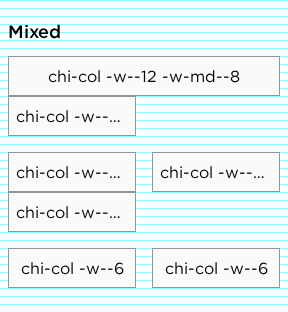 Mixed
chi-col -w--12 -w-md--8
chi-col -w--...
chi-col -w--... chi-col -w--...
chi-col -w--...
chi-col -w--6 chi-col -w--6